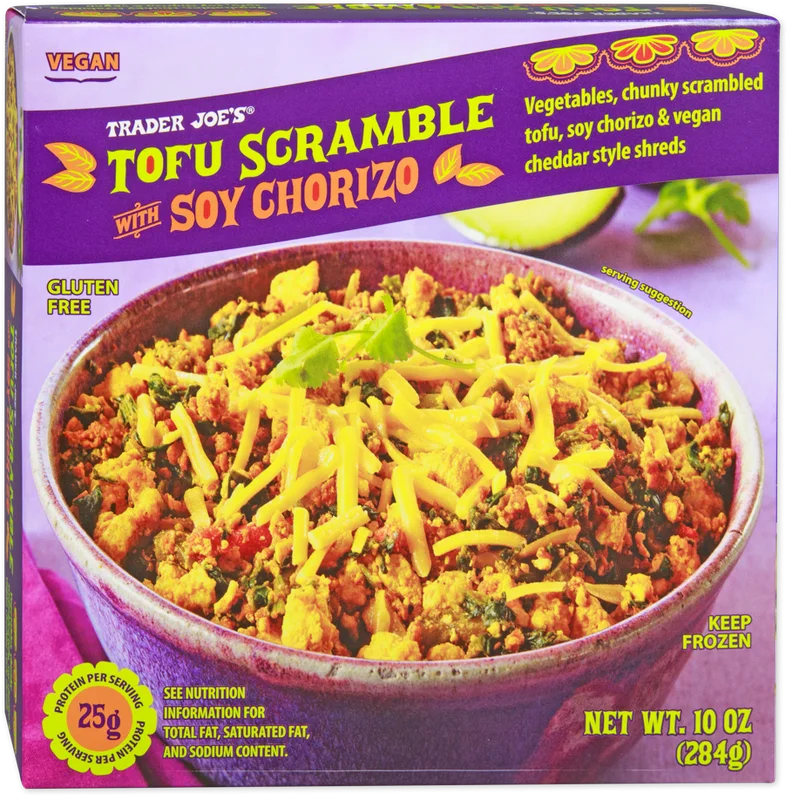 VEGAN
TRADER JOE'S®
TOFU SCRAMBLE
WITH SOY CHORIZO
Vegetables, chunky scrambled
tofu, soy chorizo & vegan
cheddar style shreds
GLUTEN
FREE
serving suggestion
KEEP
FROZEN
PROTEIN PER SERVING
25g
PROTEIN PER SERVING
SEE NUTRITION
INFORMATION FOR
TOTAL FAT, SATURATED FAT,
AND SODIUM CONTENT.
NET WT. 10 OZ
(284g)